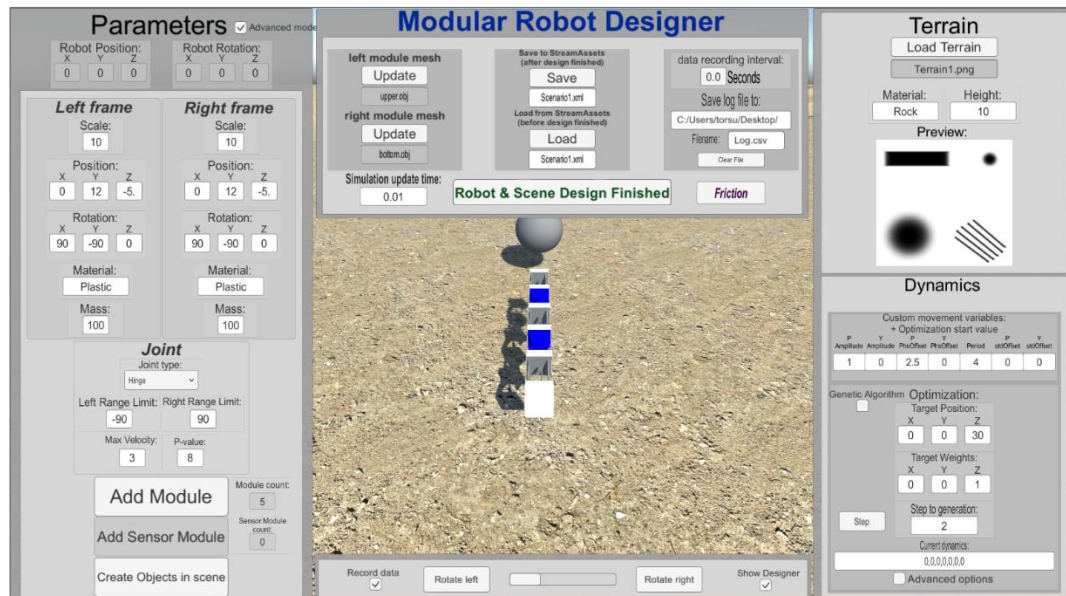 Parameters
Advanced mode
Robot Position: Robot Rotation:
X Y Z X Y Z
0 0 0 0 0 0
Left frame Right frame
Scale: Scale:
10 10
Position: Position:
X Y Z X Y Z
0 12 -5. 0 12 -5.
Rotation: Rotation:
X Y Z X Y Z
90 -90 0 90 -90 0
Material: Material:
Plastic Plastic
Mass: Mass:
100 100
Joint
Joint type:
Hinge
Left Range Limit: Right Range Limit:
-90 90
Max Velocity: P-value:
3 8
Add Module
Module count:
5
Add Sensor Module
Sensor Module
count:
0
Create Objects in scene
Modular Robot Designer
left module mesh
Update
upper.obj
right module mesh
Update
bottom.obj
Save to StreamAssets
(after design finished)
Save
Scenario1.xml
Load from StreamAssets
(before design finished)
Load
Scenario1.xml
data recording interval:
0.0 Seconds
Save log file to:
C:/Users/torsu/Desktop/
Filename: Log.csv
Clear File
Simulation update time:
0.01
Robot & Scene Design Finished
Friction
Record data
Rotate left
Rotate right
Show Designer
Terrain
Load Terrain
Terrain1.png
Material: Height:
Rock 10
Preview:
Dynamics
Custom movement variables:
+ Optimization start value
P Y P Y P Y
Amplitude Amplitude PhsOffset PhsOffset Period stdOffset stdOffset
1 0 2.5 0 4 0 0
Genetic Algorithm Optimization:
Target Position:
X Y Z
0 0 30
Target Weights:
X Y Z
0 0 1
Step to generation:
Step 2
Current dynamics:
0,0,0,0,0,0,0
Advanced options